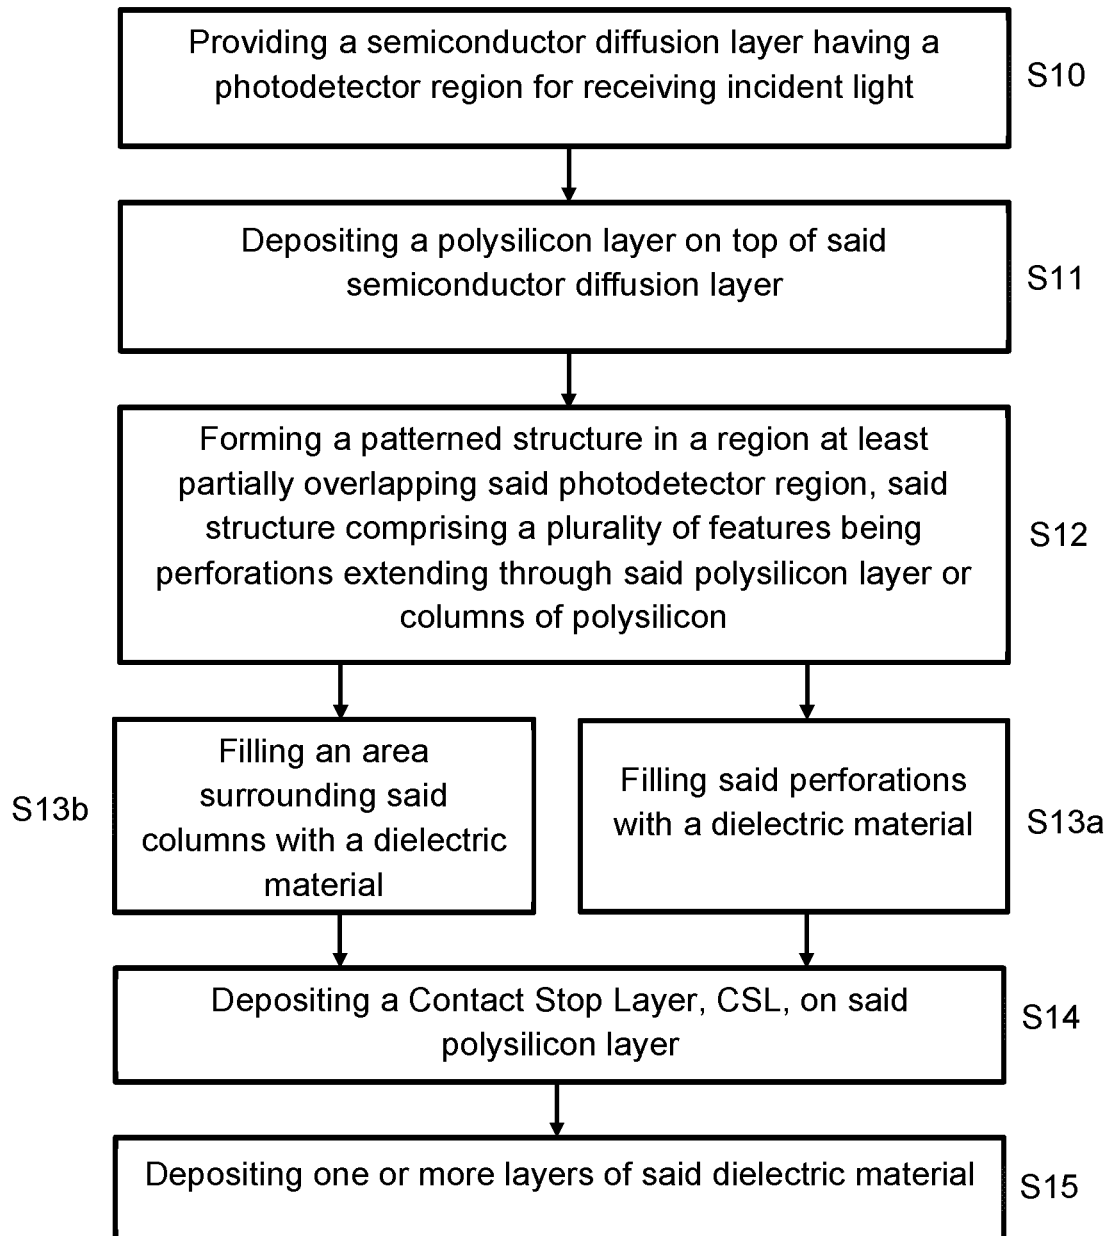 Providing a semiconductor diffusion layer having a
photodetector region for receiving incident light
S10
Depositing a polysilicon layer on top of said
semiconductor diffusion layer
S11
Forming a patterned structure in a region at least
partially overlapping said photodetector region, said
structure comprising a plurality of features being
perforations extending through said polysilicon layer or
columns of polysilicon
S12
S13b
Filling an area
surrounding said
columns with a dielectric
material
Filling said perforations
with a dielectric material
S13a
Depositing a Contact Stop Layer, CSL, on said
polysilicon layer
S14
Depositing one or more layers of said dielectric material
S15